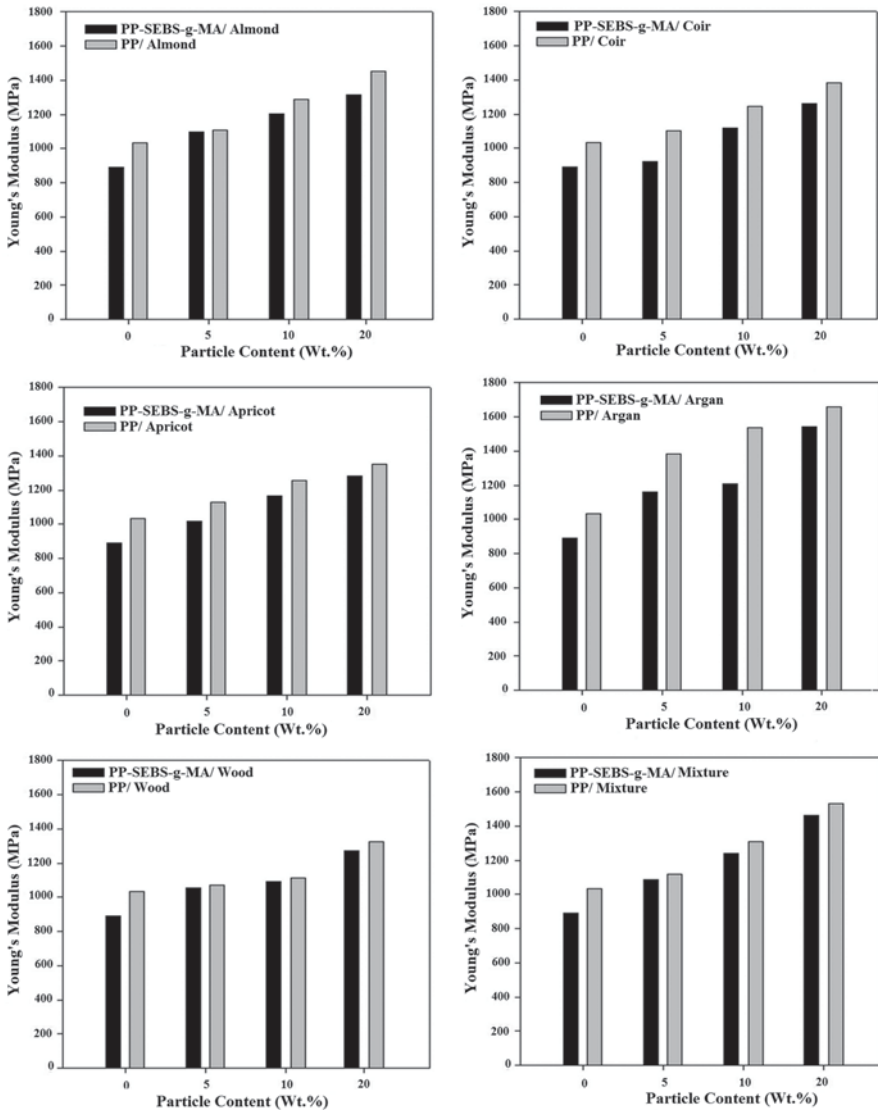 PP-SEBS-g-MA/ Almond
PP/ Almond
Young's Modulus (MPa)
1800
1600
1400
1200
1000
800
600
400
200
0
0 5 10 20
Particle Content (Wt.%)
PP-SEBS-g-MA/ Coir
PP/ Coir
Young's Modulus (MPa)
1800
1600
1400
1200
1000
800
600
400
200
0
0 5 10 20
Particle Content (Wt.%)
PP-SEBS-g-MA/ Apricot
PP/ Apricot
Young's Modulus (MPa)
1800
1600
1400
1200
1000
800
600
400
200
0
0 5 10 20
Particle Content (Wt.%)
PP-SEBS-g-MA/ Argan
PP/ Argan
Young's Modulus (MPa)
1800
1600
1400
1200
1000
800
600
400
200
0
0 5 10 20
Particle Content (Wt.%)
PP-SEBS-g-MA/ Wood
PP/ Wood
Young's Modulus (MPa)
1800
1600
1400
1200
1000
800
600
400
200
0
0 5 10 20
Particle Content (Wt.%)
PP-SEBS-g-MA/ Mixture
PP/ Mixture
Young's Modulus (MPa)
1800
1600
1400
1200
1000
800
600
400
200
0
0 5 10 20
Particle Content (Wt.%)